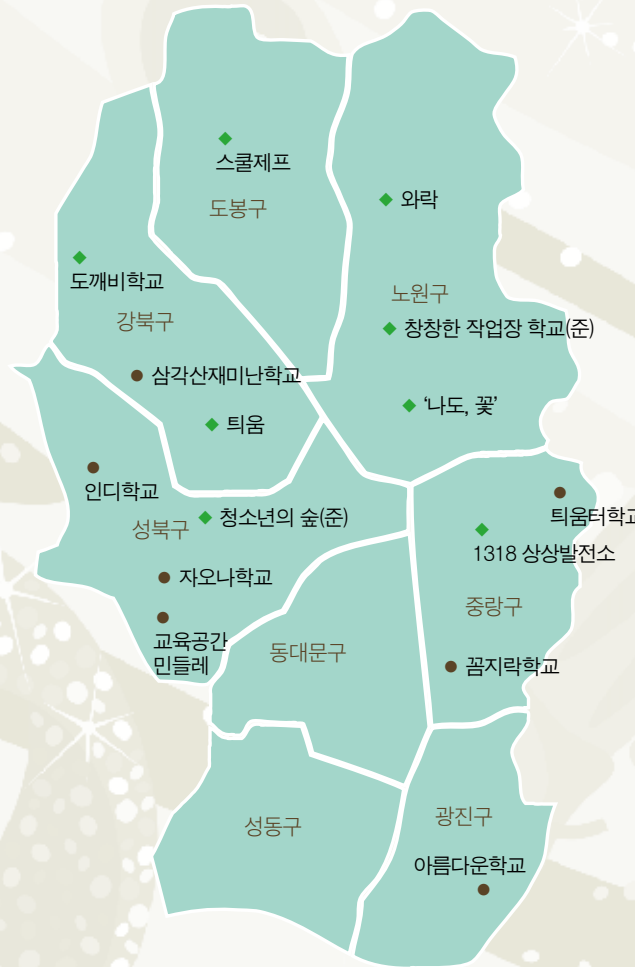 스쿨제프
도봉구
와락
도깨비학교
노원구
강북구
창창한 작업장 학교(준)
삼각산재미난학교
‘나도, 꽃’
틔움
인디학교
틔움터학교
청소년의 숲(준)
성북구
1318 상상발전소
자오나학교
중랑구
교육공간
민들레
동대문구
꼼지락학교
광진구
성동구
아름다운학교